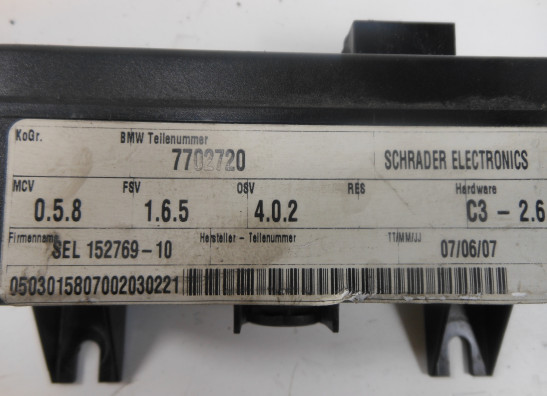 KoGr. BMW Teilenummer
7702720 SCHRADER ELECTRONICS
MCV FSV OSV RES Hardware
0.5.8 1.6.5 4.0.2 C3 - 2.6
Firmenname Hersteller - Teilenummer TT/MM/JJ
SEL 152769-10 07/06/07
0503015807002030221